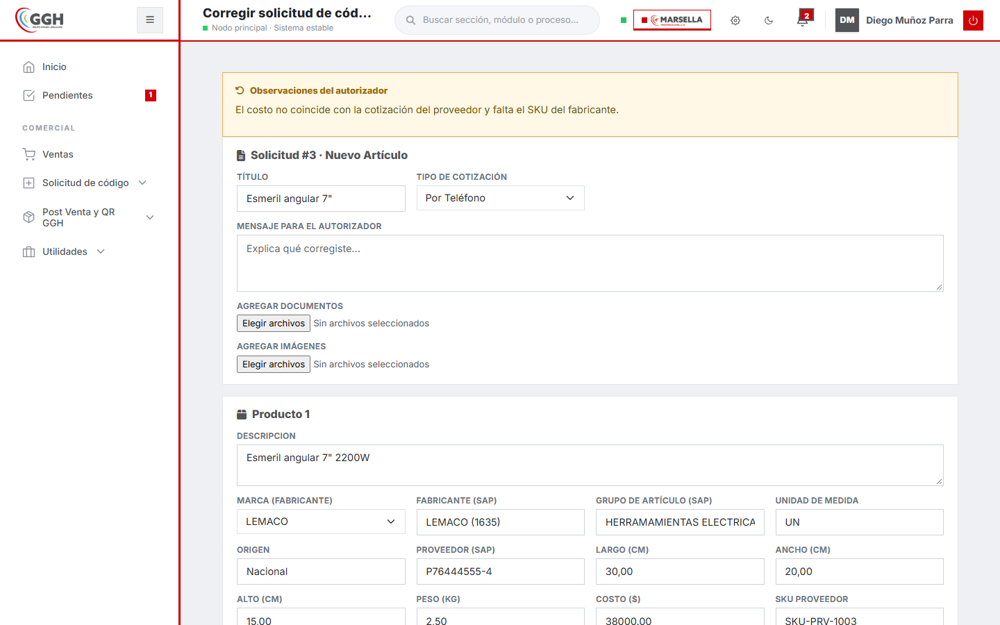 GGH
Corregir solicitud de cód...
Nodo principal · Sistema estable
Buscar sección, módulo o proceso...
MARSELLA
2
DM
Diego Muñoz Parra
Inicio
Pendientes
1
COMERCIAL
Ventas
Solicitud de código
Post Venta y QR
GGH
Utilidades
Observaciones del autorizador
El costo no coincide con la cotización del proveedor y falta el SKU del fabricante.
Solicitud #3 · Nuevo Artículo
TÍTULO
TIPO DE COTIZACIÓN
Esmeril angular 7"
Por Teléfono
MENSAJE PARA EL AUTORIZADOR
Explica qué corregiste...
AGREGAR DOCUMENTOS
Elegir archivos Sin archivos seleccionados
AGREGAR IMÁGENES
Elegir archivos Sin archivos seleccionados
Producto 1
DESCRIPCION
Esmeril angular 7" 2200W
MARCA (FABRICANTE)
FABRICANTE (SAP)
GRUPO DE ARTÍCULO (SAP)
UNIDAD DE MEDIDA
LEMACO
LEMACO (1635)
HERRAMAMIENTAS ELECTRICA
UN
ORIGEN
PROVEEDOR (SAP)
LARGO (CM)
ANCHO (CM)
Nacional
P76444555-4
30,00
20,00
ALTO (CM)
PESO (KG)
COSTO ($)
SKU PROVEEDOR
15,00
2,50
38000.00
SKU-PRV-1003